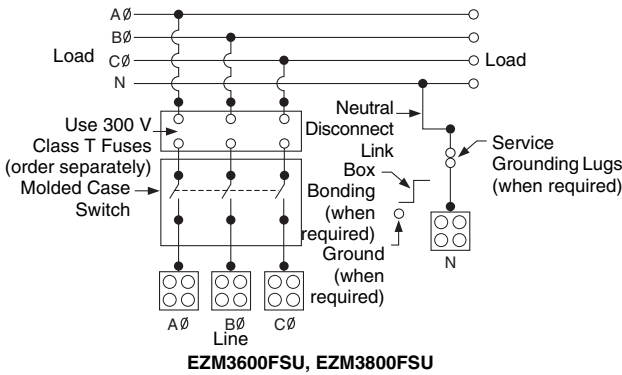 AØ
BØ
Load
CØ
Load
N
Use 300 V
Class T Fuses
(order separately)
Molded Case
Switch
Neutral
Disconnect
Link
Box
Bonding
(when
required)
Ground
(when
required)
Service
Grounding Lugs
(when required)
N
AØ
BØ
CØ
Line
EZM3600FSU, EZM3800FSU